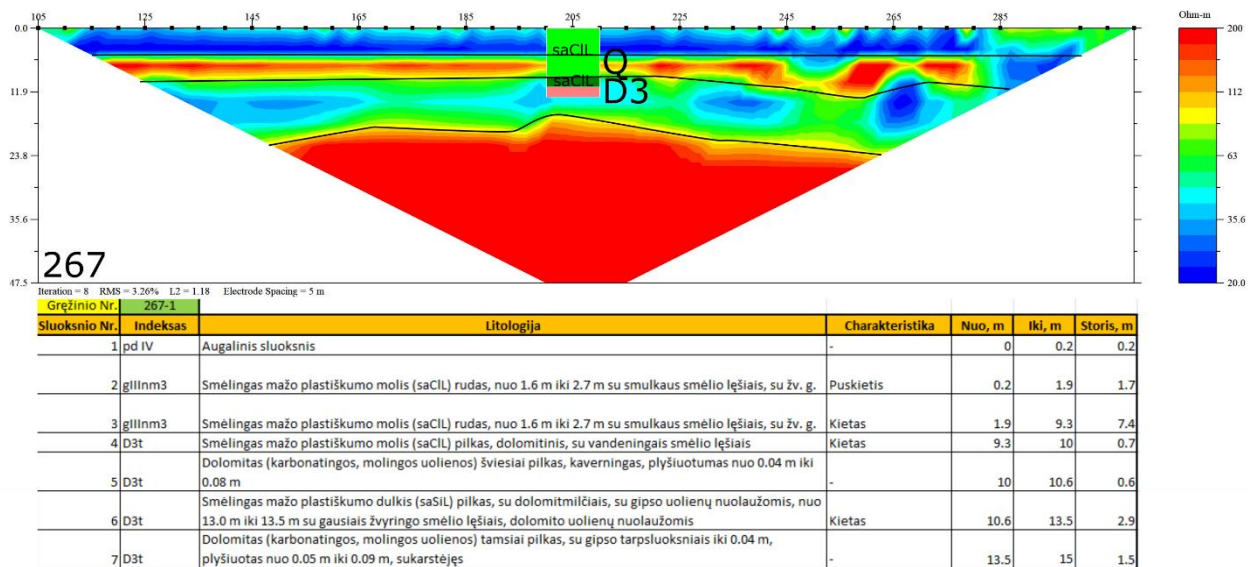 105 125 145 165 185 205 225 245 265 285
Ohm-m
0.0
11.9
23.8
35.6
47.5
saClL
Q
saClL
D3
200
112
63
35.6
20.0
267
Iteration = 8 RMS = 3.26% L2 = 1.18 Electrode Spacing = 5 m
Gręžinio Nr. 267-1
Sluoksnio Nr. Indeksas Litologija Charakteristika Nuo, m Iki, m Storis, m
1 pd IV Augalinis sluoksnis - 0 0.2 0.2
2 gIIInm3 Smėlingas mažo plastiškumo molis (saClL) rudas, nuo 1.6 m iki 2.7 m su smulkaus smėlio lęšiais, su žv. g. Puskietis 0.2 1.9 1.7
3 gIIInm3 Smėlingas mažo plastiškumo molis (saClL) rudas, nuo 1.6 m iki 2.7 m su smulkaus smėlio lęšiais, su žv. g. Kietas 1.9 9.3 7.4
4 D3t Smėlingas mažo plastiškumo molis (saClL) pilkas, dolomitinis, su vandeningais smėlio lęšiais Kietas 9.3 10 0.7
Dolomitas (karbonatingos, molingos uolienos) šviesiai pilkas, kaverningas, plyšiuotumas nuo 0.04 m iki
5 D3t 0.08 m - 10 10.6 0.6
Smėlingas mažo plastiškumo dulkis (saSiL) pilkas, su dolomitmilčiais, su gipso uolienų nuolaužomis, nuo
6 D3t 13.0 m iki 13.5 m su gausiais žvyringo smėlio lęšiais, dolomito uolienų nuolaužomis Kietas 10.6 13.5 2.9
Dolomitas (karbonatingos, molingos uolienos) tamsiai pilkas, su gipso tarpsluoksniais iki 0.04 m,
7 D3t plyšiuotas nuo 0.05 m iki 0.09 m, sukarstėjęs - 13.5 15 1.5